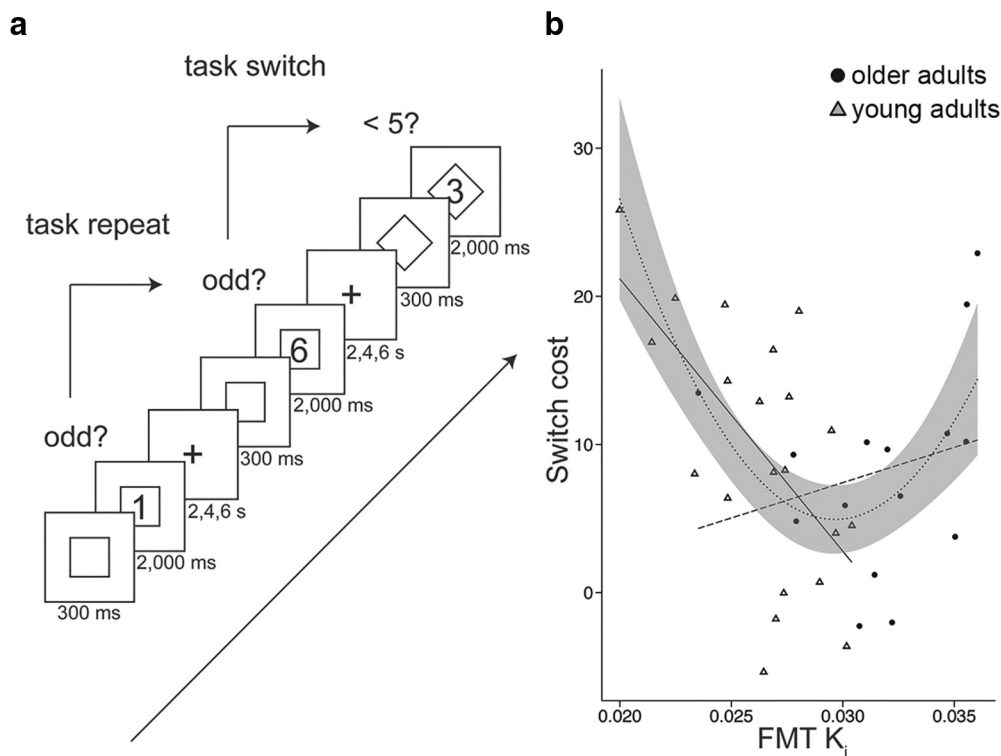 a
task switch
< 5?
3
2,000 ms
task repeat
odd?
300 ms
+
6
2,4,6 s
2,000 ms
odd?
300 ms
+
1
2,4,6 s
2,000 ms
300 ms
b
older adults
young adults
Switch cost
30
20
10
0
0.020
0.025
0.030
0.035
FMT Ki